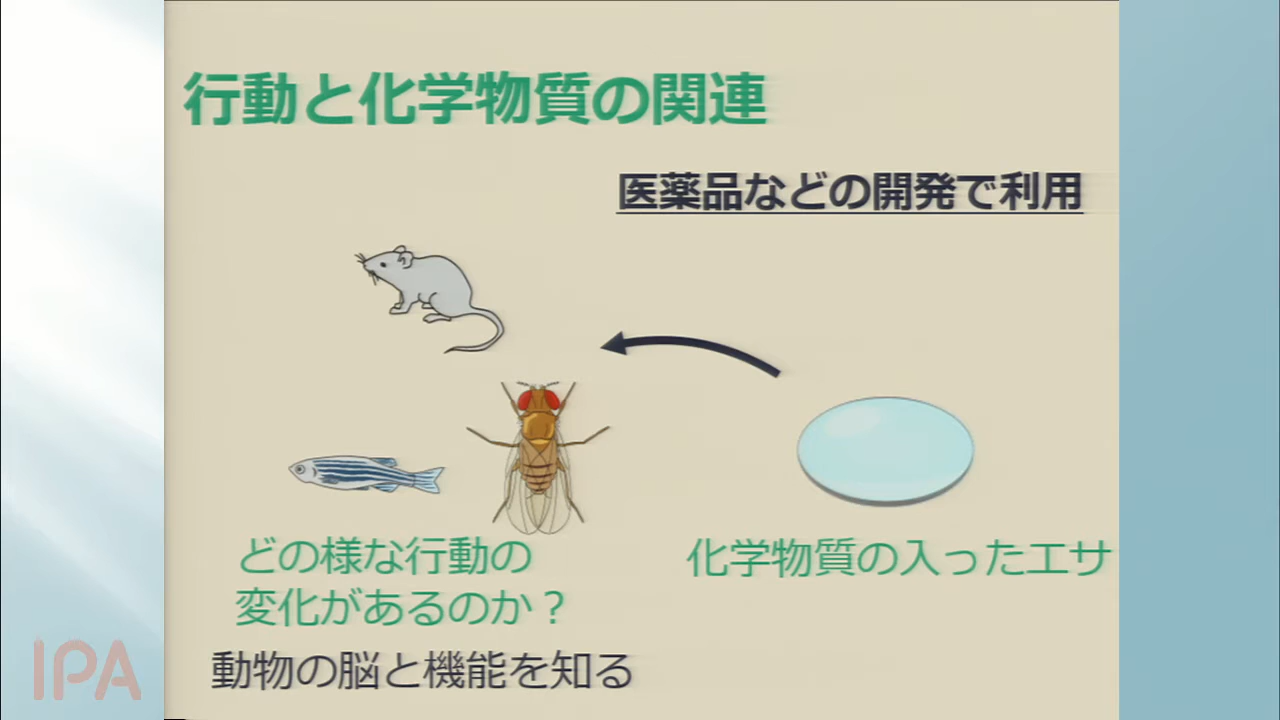 行動と化学物質の関連
医薬品などの開発で利用
どの様な行動の
変化があるのか？
化学物質の入ったエサ
動物の脳と機能を知る
IPA